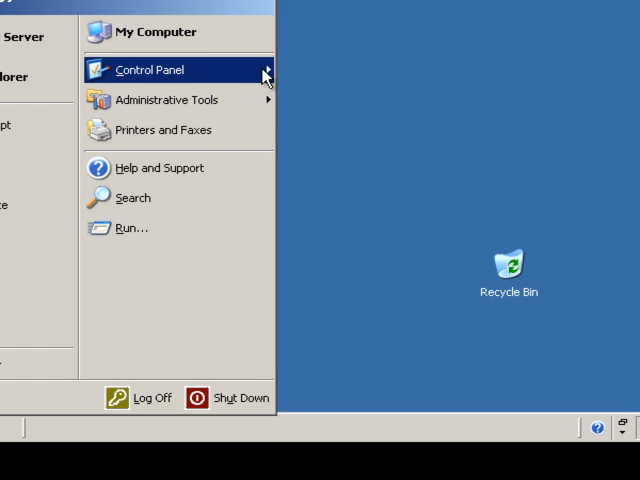 Server
lorer
pt
te
My Computer
Control Panel
Administrative Tools
Printers and Faxes
Help and Support
Search
Run...
Recycle Bin
Log Off
Shut Down